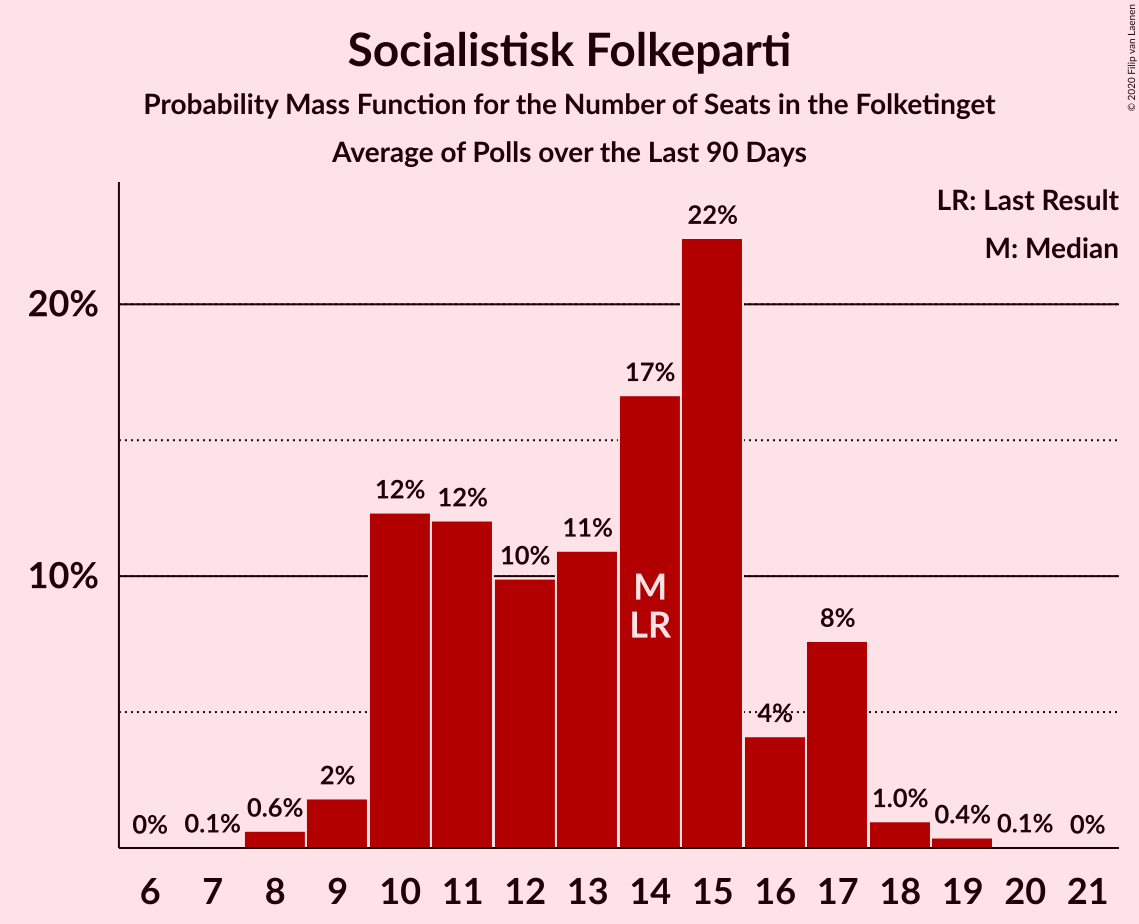 Socialistisk Folkeparti
Probability Mass Function for the Number of Seats in the Folketinget
Average of Polls over the Last 90 Days
© 2020 Filip van Laenen
LR: Last Result
M: Median
20%
10%
0%
0.1%
0.6%
2%
12%
12%
10%
11%
17%
22%
4%
8%
1.0%
0.4%
0.1%
0%
M
LR
6 7 8 9 10 11 12 13 14 15 16 17 18 19 20 21